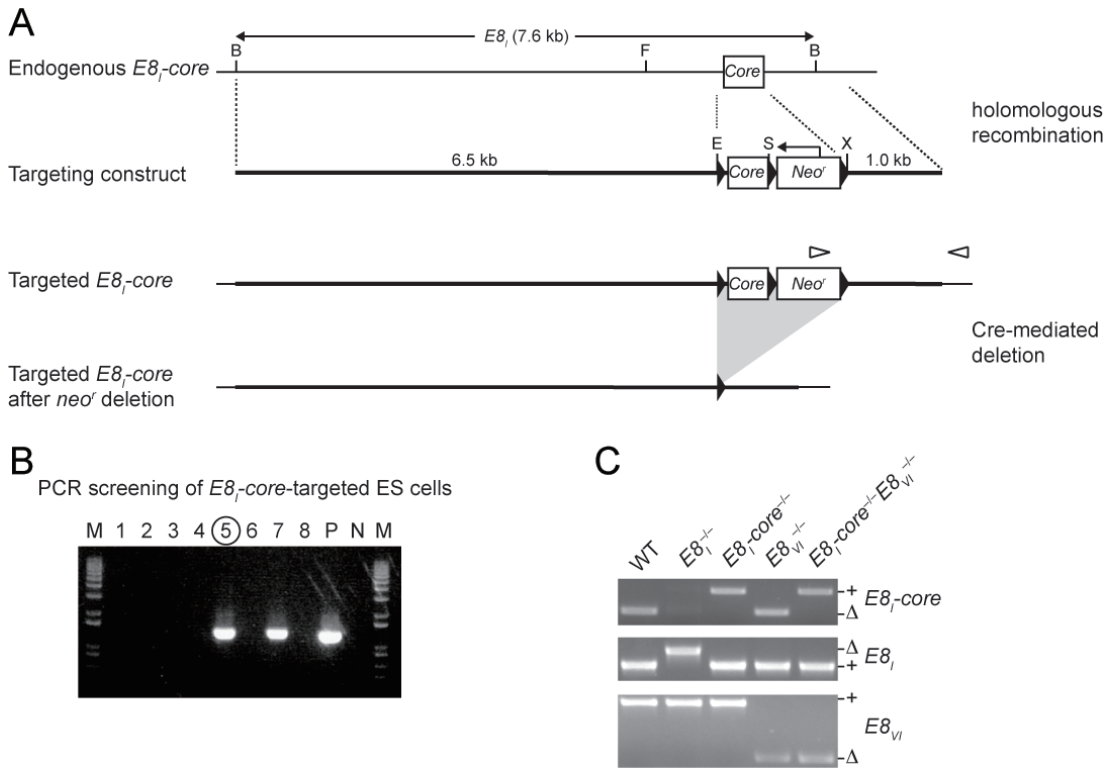 A
E8I (7.6 kb)
B F B
Endogenous E8I-core
Core
holomologous
recombination
E S X
6.5 kb
1.0 kb
Targeting construct
Core
Neor
Targeted E8I-core
Core
Neor
Cre-mediated
deletion
Targeted E8I-core
after neor deletion
B
PCR screening of E8I-core-targeted ES cells
M 1 2 3 4 5 6 7 8 P N M
C
WT
E8I–/–
E8I-core–/–
E8VI–/–
E8I-core–/–E8VI–/–
+
Δ
E8I-core
Δ
+
E8I
+
Δ
E8VI